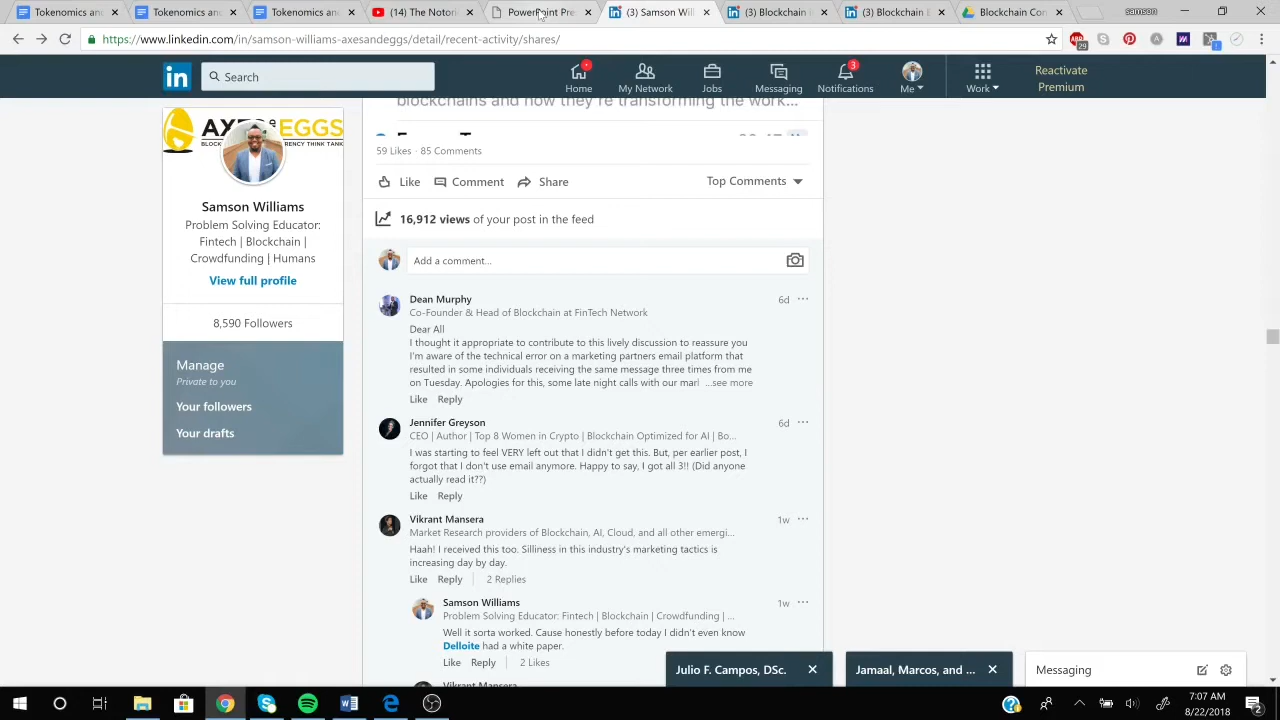 Tokenomics an
Tokenomics and
Tokenomics and
(14) The Notori
PowerPoint Pre
(3) Samson Wil
(3) Blockchain
(3) Blockchain B
Blockchain Com
samson
https://www.linkedin.com/in/samson-williams-axesandeggs/detail/recent-activity/shares/
29
in
Search
Home
My Network
Jobs
Messaging
3
Notifications
Me
Work
Reactivate
Premium
blockchains and how they're transforming the work...
AXES & EGGS
Samson Williams
Problem Solving Educator:
Fintech | Blockchain |
Crowdfunding | Humans
View full profile
8,590 Followers
Manage
Private to you
Your followers
Your drafts
59 Likes · 85 Comments
Like
Comment
Share
Top Comments
16,912 views of your post in the feed
Add a comment...
Dean Murphy
6d
Co-Founder & Head of Blockchain at FinTech Network
Dear All
I thought it appropriate to contribute to this lively discussion to reassure you
I'm aware of the technical error on a marketing partners email platform that
resulted in some individuals receiving the same message three times from me
on Tuesday. Apologies for this, some late night calls with our marl ...see more
Like Reply
Jennifer Greyson
6d
CEO | Author | Top 8 Women in Crypto | Blockchain Optimized for AI | Bo...
I was starting to feel VERY left out that I didn't get this. But, per earlier post, I
forgot that I don't use email anymore. Happy to say, I got all 3!! (Did anyone
actually read it??)
Like Reply
Vikrant Mansera
1w
Market Research providers of Blockchain, AI, Cloud, and all other emergi...
Haah! I received this too. Silliness in this industry's marketing tactics is
increasing day by day.
Like Reply 2 Replies
Samson Williams
1w
Problem Solving Educator: Fintech | Blockchain | Crowdfunding | ...
Well it sorta worked. Cause honestly before today I didn't even know
Delloite had a white paper.
Like Reply 2 Likes
Vikrant Mansera
Julio F. Campos, DSc.
Jamaal, Marcos, and ...
Messaging
7:07 AM
8/22/2018
2